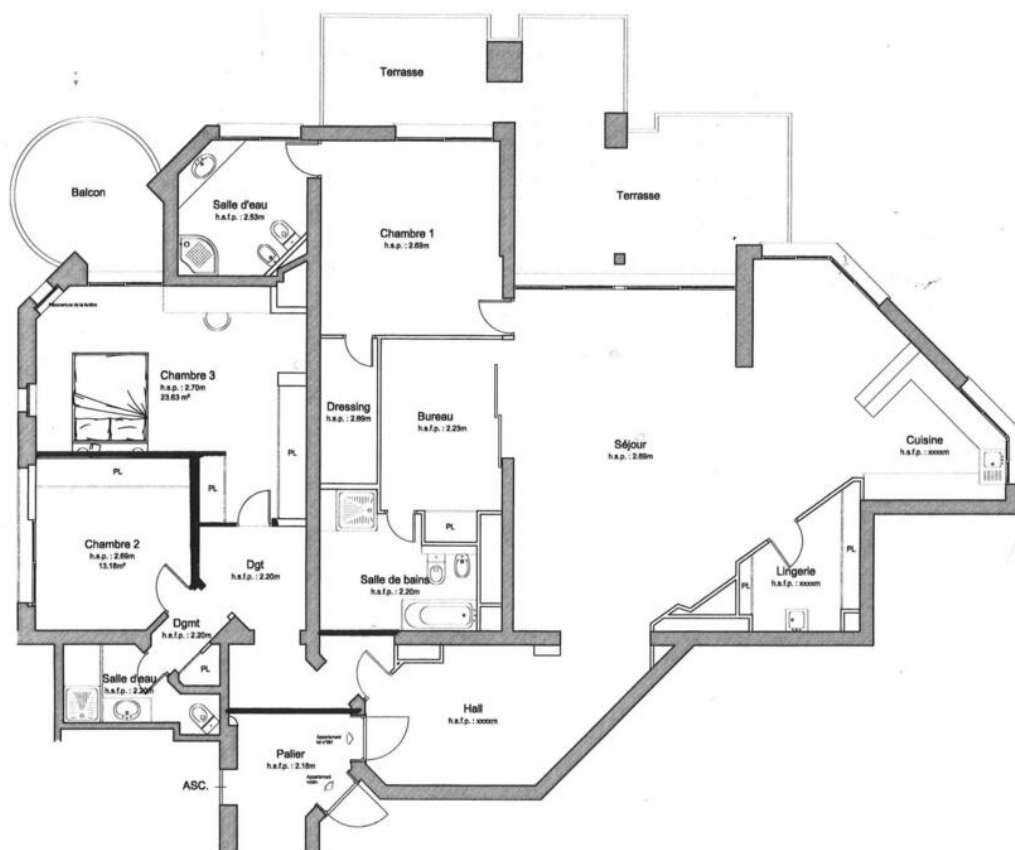 Terrasse
Balcon
Salle d'eau
h.s.f.p. : 2.53m
Terrasse
Chambre 1
h.s.p. : 2.69m
Chambre 3
h.s.p. : 2.70m
23.63 m²
Dressing
h.s.p. : 2.69m
Bureau
h.s.f.p. : 2.23m
Séjour
h.s.p. : 2.69m
Cuisine
h.s.f.p. : xxxxm
PL
PL
PL
Chambre 2
h.s.p. : 2.69m
13.18m²
Dgt
h.s.f.p. : 2.20m
PL
Salle de bains
h.s.f.p. : 2.20m
PL
Lingerie
h.s.f.p. : xxxxm
PL
Dgmt
h.s.f.p. : 2.20m
PL
Salle d'eau
h.s.f.p. : 2.20m
Hall
h.s.f.p. : xxxxm
Palier
h.s.f.p. : 2.18m
Appartement
Appartement
ASC.